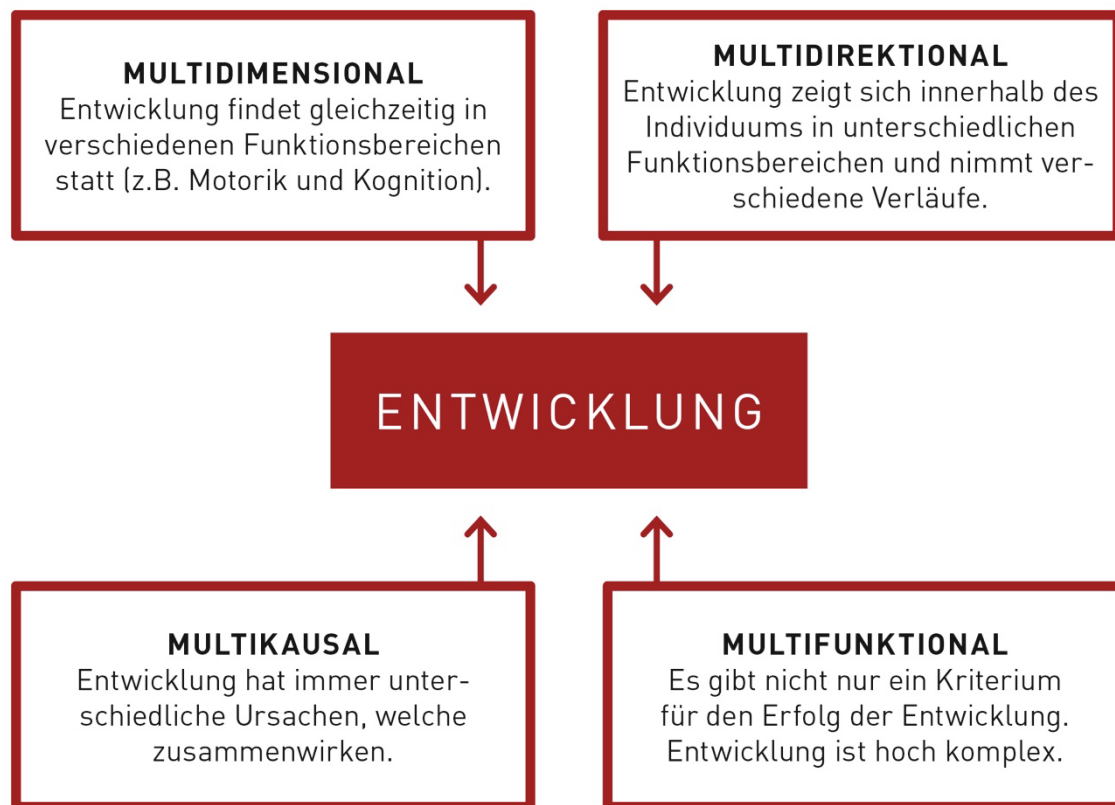 MULTIDIMENSIONAL
Entwicklung findet gleichzeitig in
verschiedenen Funktionsbereichen
statt (z.B. Motorik und Kognition).
MULTIDIREKTIONAL
Entwicklung zeigt sich innerhalb des
Individuums in unterschiedlichen
Funktionsbereichen und nimmt ver-
schiedene Verläufe.
ENTWICKLUNG
MULTIKAUSAL
Entwicklung hat immer unter-
schiedliche Ursachen, welche
zusammenwirken.
MULTIFUNKTIONAL
Es gibt nicht nur ein Kriterium
für den Erfolg der Entwicklung.
Entwicklung ist hoch komplex.